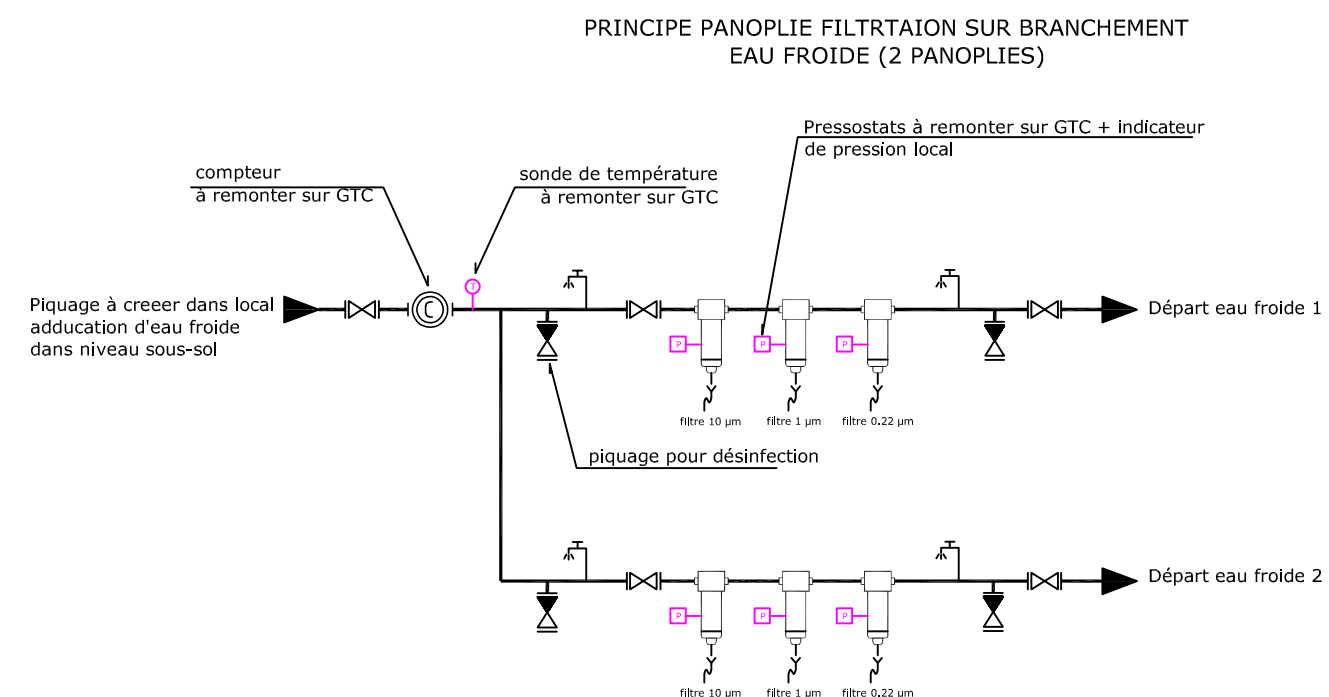 PRINCIPE PANOPLIE FILTRTAION SUR BRANCHEMENT
EAU FROIDE (2 PANOPLIES)
Pressostats à remonter sur GTC + indicateur
de pression local
compteur
à remonter sur GTC
sonde de température
à remonter sur GTC
T
Piquage à creeer dans local
adducation d'eau froide
dans niveau sous-sol
C
Départ eau froide 1
P
P
P
filtre 10 µm
filtre 1 µm
filtre 0.22 µm
piquage pour désinfection
Départ eau froide 2
P
P
P
filtre 10 µm
filtre 1 µm
filtre 0.22 µm